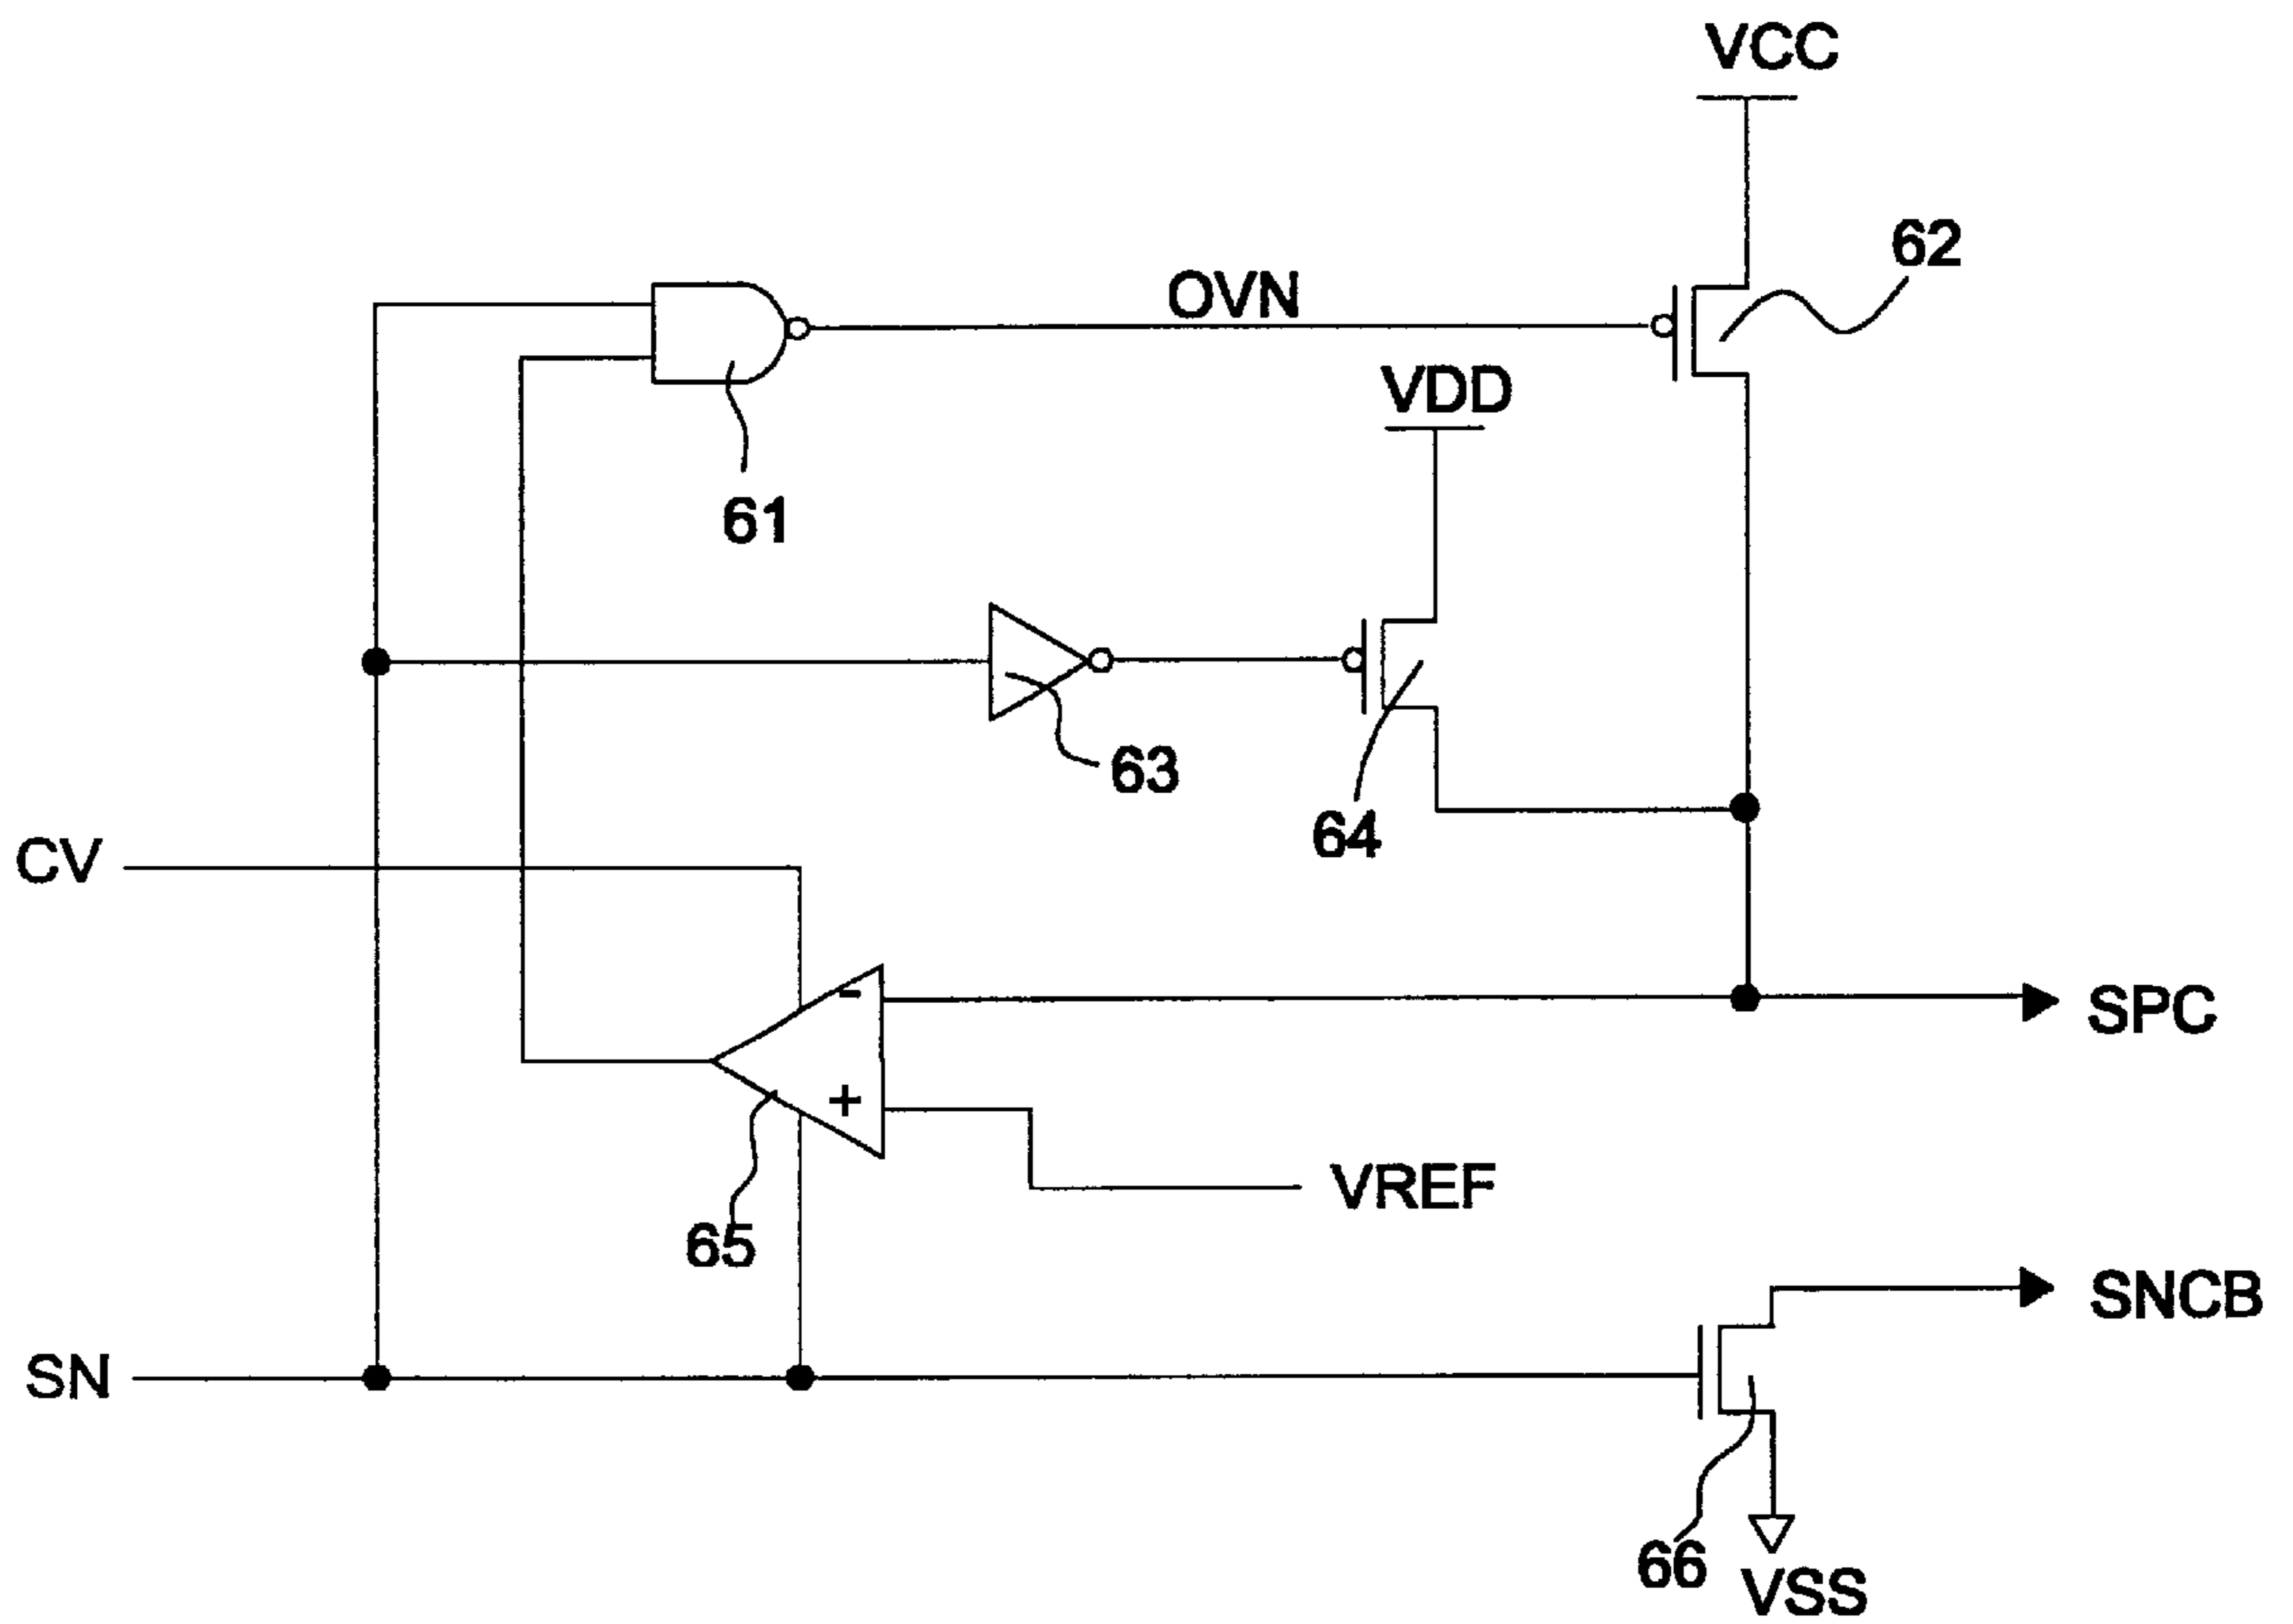 VCC
62
OVN
VDD
61
63
64
CV
-
SPC
+
VREF
65
SNCB
SN
66
VSS